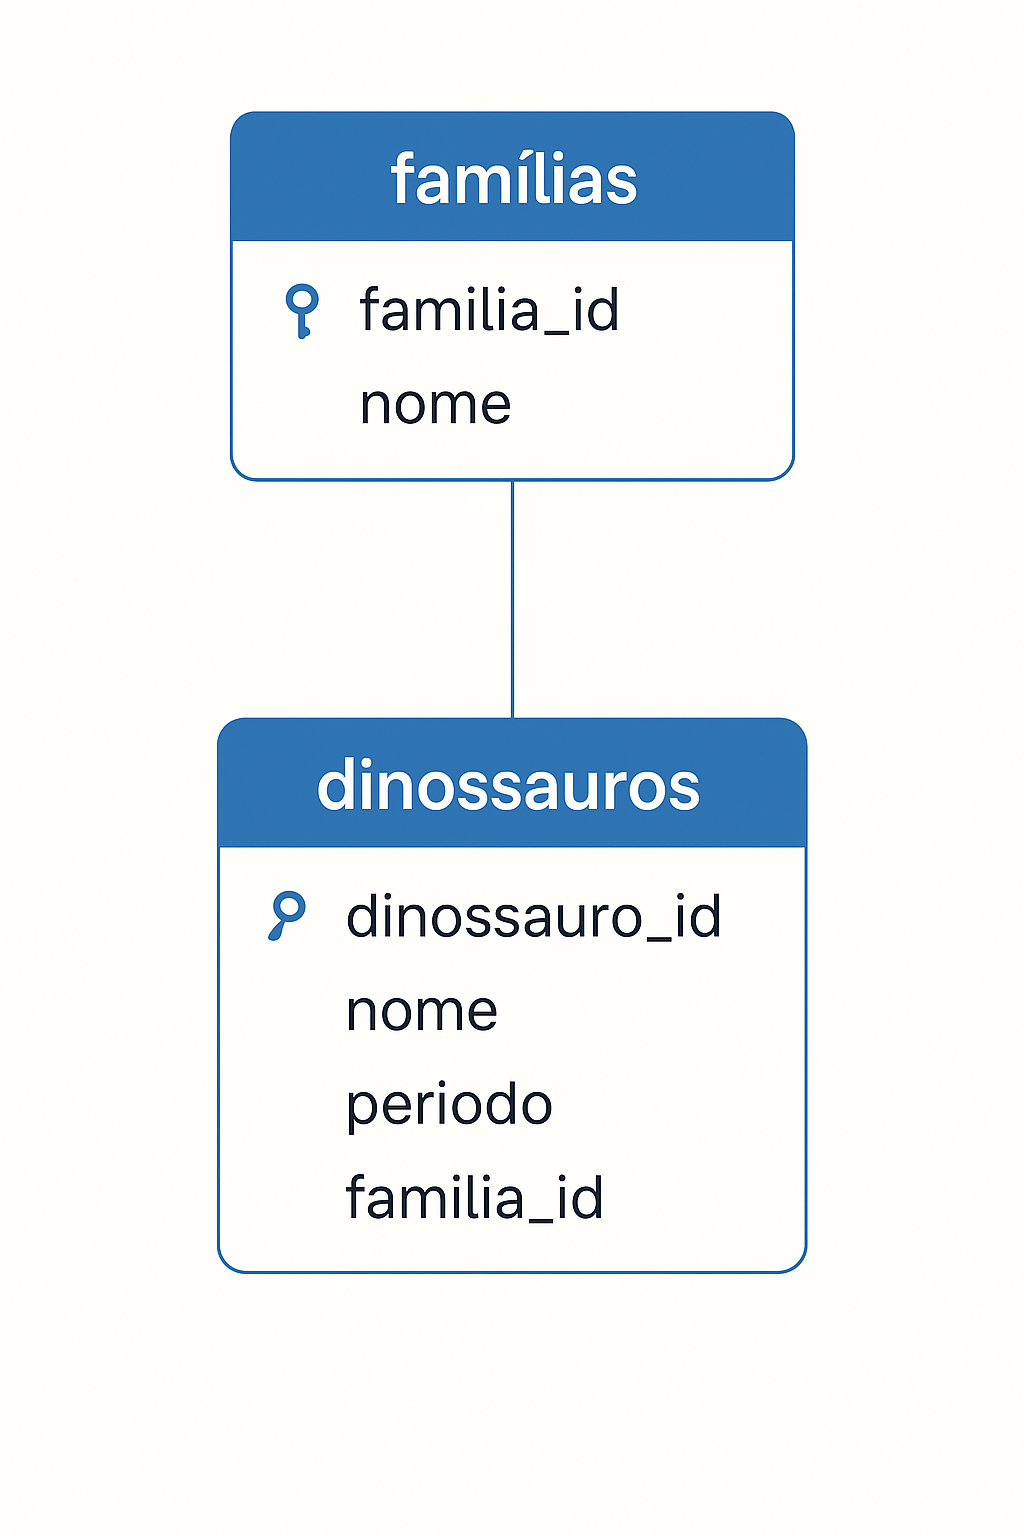 famílias
familia_id
nome
dinossauros
dinossauro_id
nome
periodo
familia_id